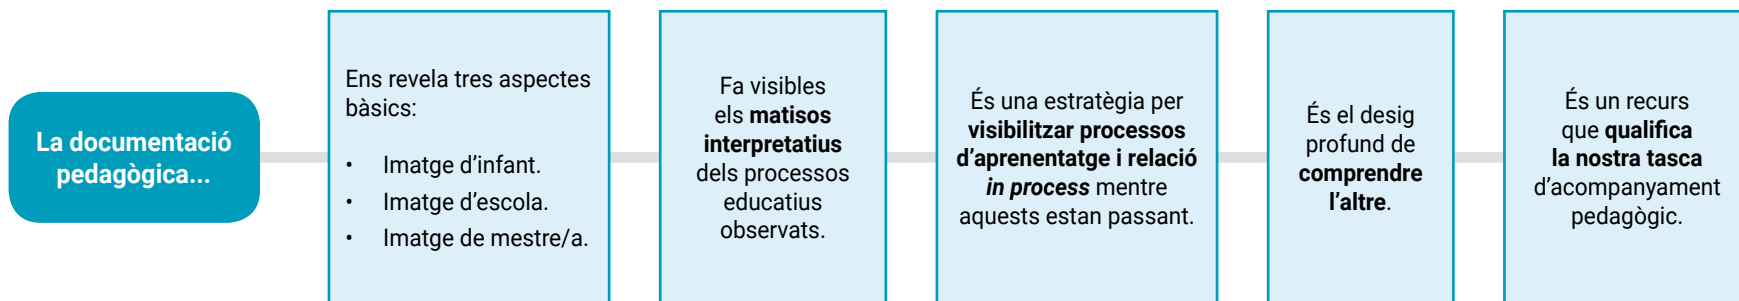 La documentació
pedagògica...
Ens revela tres aspectes
bàsics:
• Imatge d’infant.
• Imatge d’escola.
• Imatge de mestre/a.
Fa visibles
els matisos
interpretatius
dels processos
educatius
observats.
És una estratègia per
visibilitzar processos
d’aprenentatge i relació
in process mentre
aquests estan passant.
És el desig
profund de
comprendre
l’altre.
És un recurs
que qualifica
la nostra tasca
d’acompanyament
pedagògic.